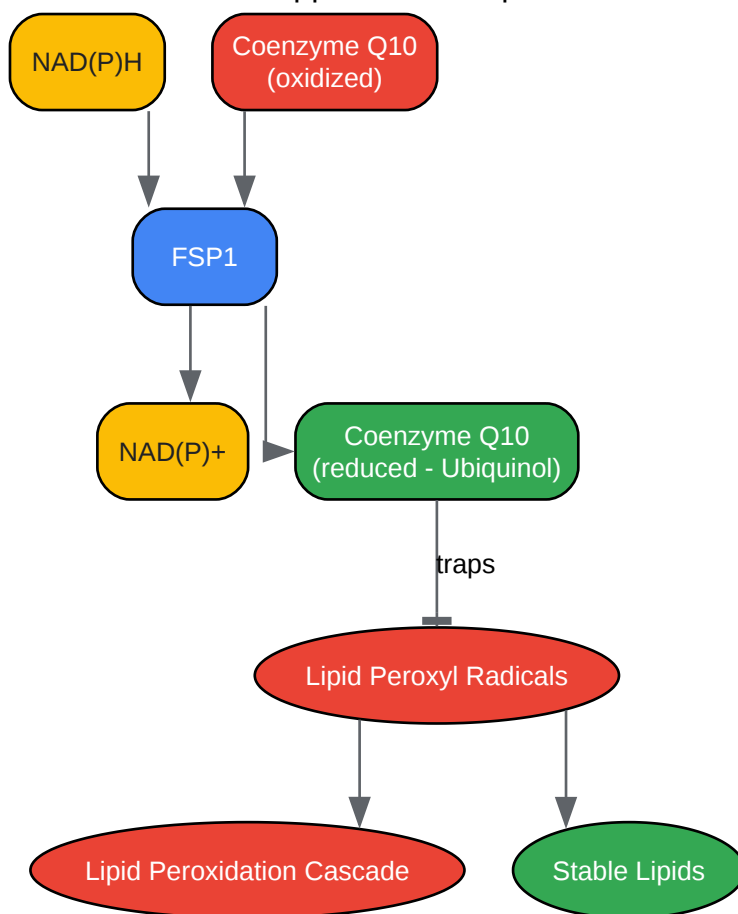 NAD(P)H
Coenzyme Q10
(oxidized)
FSP1
NAD(P)+
Coenzyme Q10
(reduced - Ubiquinol)
traps
Lipid Peroxyl Radicals
Lipid Peroxidation Cascade
Stable Lipids